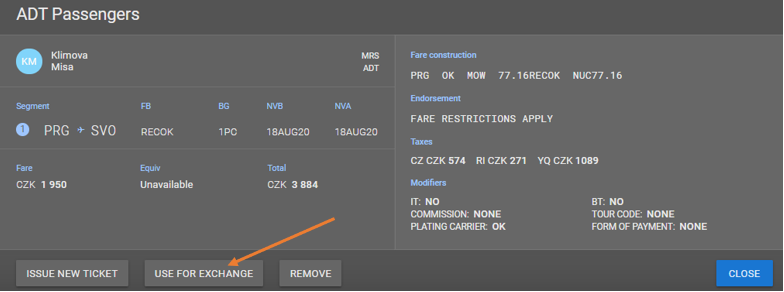 ADT Passengers
KM
Klimova
Misa
MRS
ADT
Segment FB BG NVB NVA
1 PRG SVO RECOK 1PC 18AUG20 18AUG20
Fare Equiv Total
CZK 1 950 Unavailable CZK 3 884
Fare construction
PRG OK MOW 77.16RECOK NUC77.16
Endorsement
FARE RESTRICTIONS APPLY
Taxes
CZ CZK 574 RI CZK 271 YQ CZK 1089
Modifiers
IT: NO BT: NO
COMMISSION: NONE TOUR CODE: NONE
PLATING CARRIER: OK FORM OF PAYMENT: NONE
ISSUE NEW TICKET USE FOR EXCHANGE REMOVE CLOSE